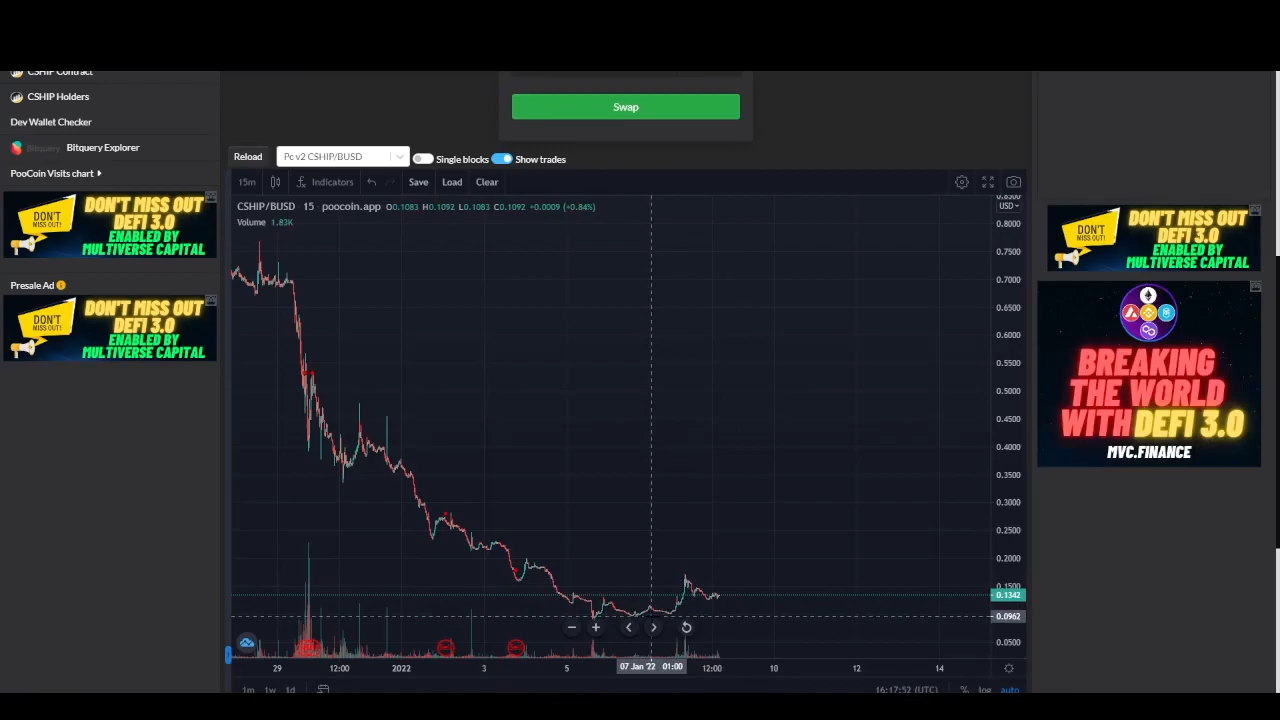 CSHIP Contract
CSHIP Holders
Dev Wallet Checker
Bitquery Bitquery Explorer
PooCoin Visits chart
DON'T MISS OUT!
DON'T MISS OUT
DEFI 3.0
ENABLED BY
MULTIVERSE CAPITAL
Presale Ad
DON'T MISS OUT!
DON'T MISS OUT
DEFI 3.0
ENABLED BY
MULTIVERSE CAPITAL
Swap
Reload Pc v2 CSHIP/BUSD Single blocks Show trades
15m Indicators Save Load Clear
CSHIP/BUSD 15 poocoin.app O0.1083 H0.1092 L0.1083 C0.1092 +0.0009 (+0.84%)
Volume 1.83K
0.8500
USD
0.8000
0.7500
0.7000
0.6500
0.6000
0.5500
0.5000
0.4500
0.4000
0.3500
0.3000
0.2500
0.2000
0.1500
0.1342
0.0962
0.0500
29 12:00 2022 3 5 07 Jan '22 01:00 12:00 10 12 14
1m 1w 1d 16:17:52 (UTC) % log auto
DON'T MISS OUT!
DON'T MISS OUT
DEFI 3.0
ENABLED BY
MULTIVERSE CAPITAL
BREAKING
THE WORLD
WITH DEFI 3.0
MVC.FINANCE